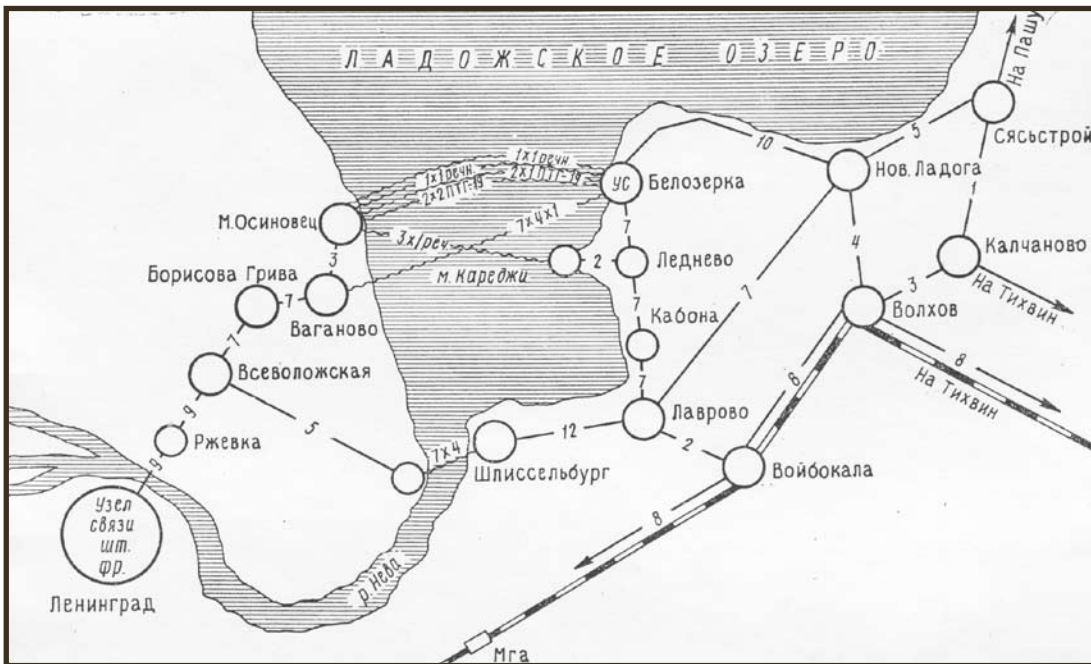 ЛАДОЖСКОЕ ОЗЕРО
На Пашу
Сясьстрой
5
10
Нов. Ладога
1х1 речн.
1х1 речн.
2х1 ПТГ-19
2х2 ПТГ-19
УС
Белозерка
1
М. Осиновец
7х4х1
7
3х1 реч.
4
Калчаново
3
м. Кареджи
2
Леднево
7
3
На Тихвин
Борисова Грива
7
Ваганово
7
Кабона
Волхов
7
Всеволожская
7
6
8
На Тихвин
9
5
Лаврово
Ржевка
12
2
7х4
Шлиссельбург
Войбокала
9
Узел
связи
шт.
фр.
8
р. Нева
Ленинград
Мга